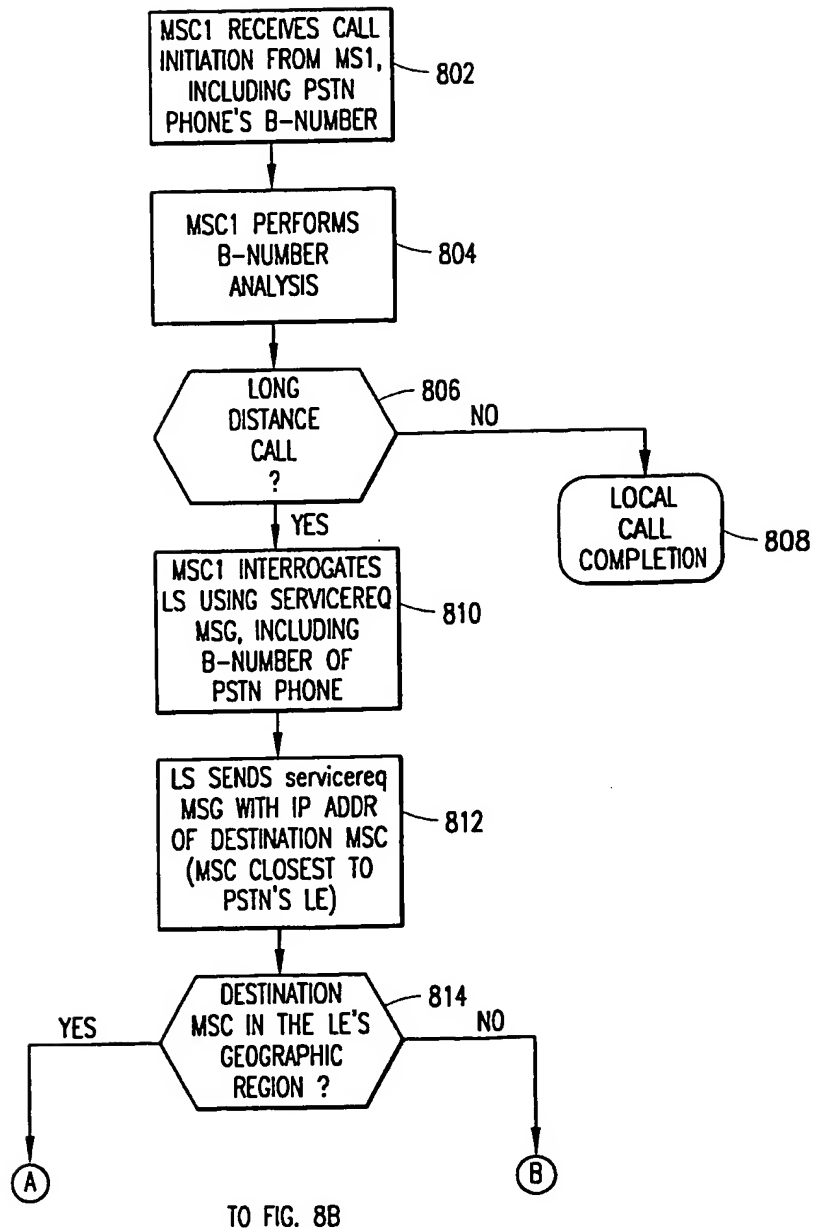 MSC1 RECEIVES CALL
INITIATION FROM MS1,
INCLUDING PSTN
PHONE'S B-NUMBER
802
MSC1 PERFORMS
B-NUMBER
ANALYSIS
804
LONG
DISTANCE
CALL
?
806
NO
YES
LOCAL
CALL
COMPLETION
808
MSC1 INTERROGATES
LS USING SERVICEREQ
MSG, INCLUDING
B-NUMBER OF
PSTN PHONE
810
LS SENDS servicereq
MSG WITH IP ADDR
OF DESTINATION MSC
(MSC CLOSEST TO
PSTN'S LE)
812
DESTINATION
MSC IN THE LE'S
GEOGRAPHIC
REGION ?
814
YES
NO
A
B
TO FIG. 8B